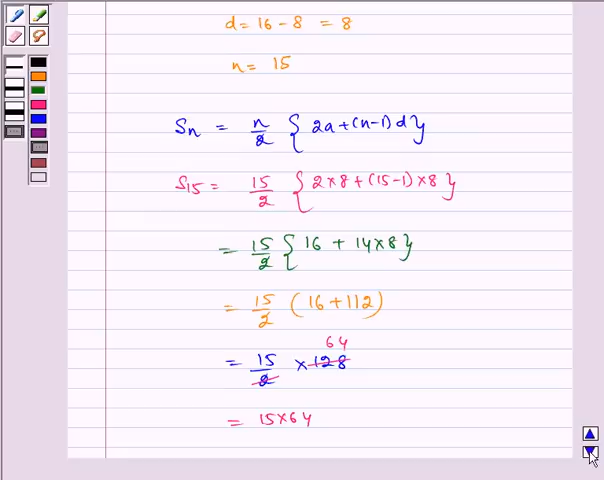 d = 16 - 8 = 8
n = 15
Sn = n/2 { 2a + (n-1) d }
S15 = 15/2 { 2×8 + (15-1) × 8 }
= 15/2 { 16 + 14×8 }
= 15/2 ( 16 + 112 )
64
= 15/2 × 128
= 15×64